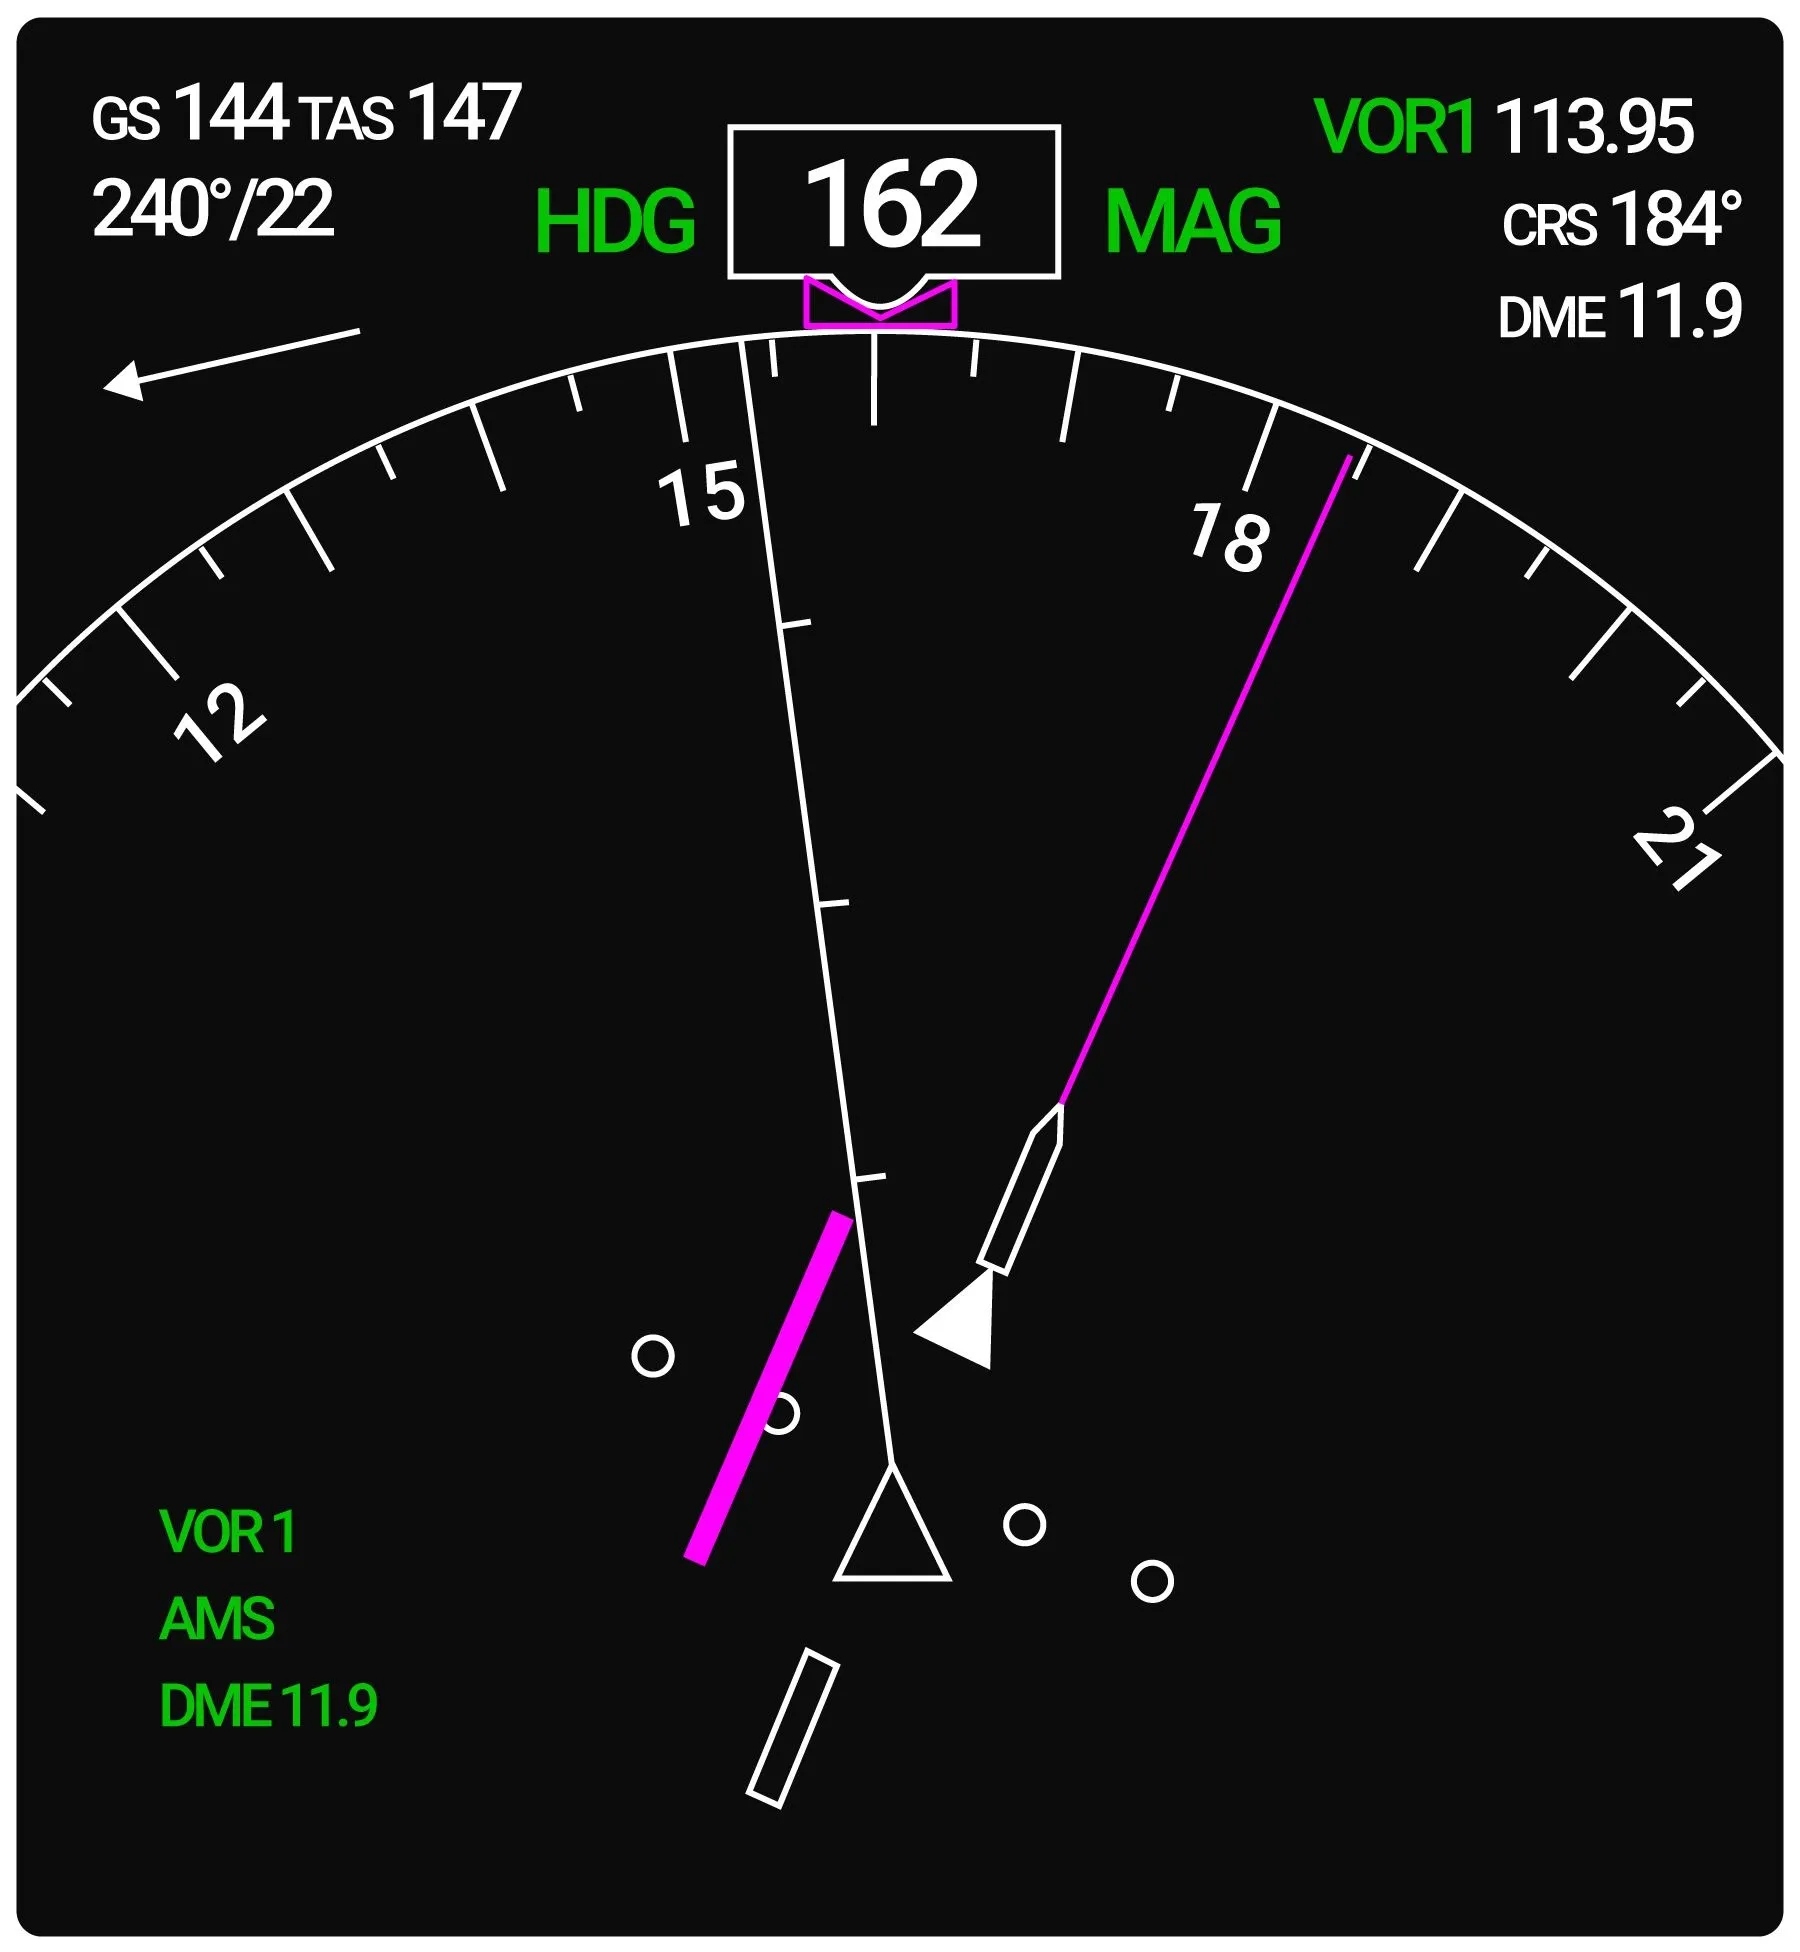 GS 144 TAS 147
240°/22
HDG 162 MAG
VOR1 113.95
CRS 184°
DME 11.9
15
18
12
21
VOR 1
AMS
DME 11.9